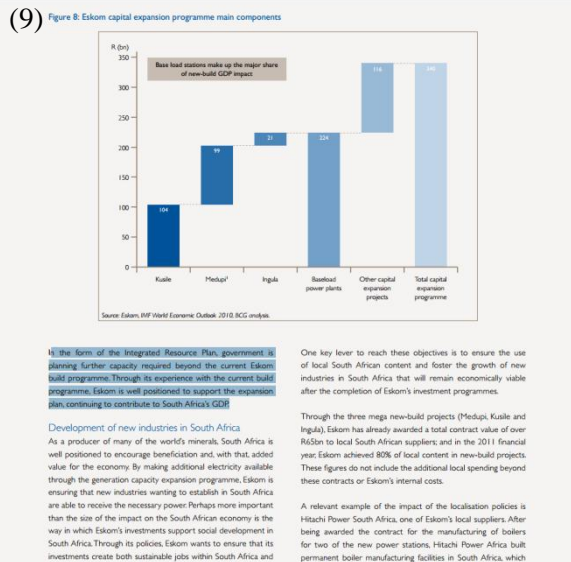 (9)
Figure 8: Eskom capital expansion programme main components
R (bn)
350
300
250
200
150
100
50
0
Base load stations make up the major share
of new-build GDP impact
104
99
21
224
116
340
Kusile
Medupi¹
Ingula
Baseload
power plants
Other capital
expansion
projects
Total capital
expansion
programme
Source: Eskom, IMF World Economic Outlook 2010, BCG analysis.
In the form of the Integrated Resource Plan, government is
planning further capacity required beyond the current Eskom
build programme. Through its experience with the current build
programme, Eskom is well positioned to support the expansion
plan, continuing to contribute to South Africa's GDP.
Development of new industries in South Africa
As a producer of many of the world's minerals, South Africa is
well positioned to encourage beneficiation and, with that, added
value for the economy. By making additional electricity available
through the generation capacity expansion programme, Eskom is
ensuring that new industries wanting to establish in South Africa
are able to receive the necessary power. Perhaps more important
than the size of the impact on the South African economy is the
way in which Eskom's investments support social development in
South Africa. Through its policies, Eskom wants to ensure that its
investments create both sustainable jobs within South Africa and
One key lever to reach these objectives is to ensure the use
of local South African content and foster the growth of new
industries in South Africa that will remain economically viable
after the completion of Eskom's investment programmes.
Through the three mega new-build projects (Medupi, Kusile and
Ingula), Eskom has already awarded a total contract value of over
R65bn to local South African suppliers; and in the 2011 financial
year, Eskom achieved 80% of local content in new-build projects.
These figures do not include the additional local spending beyond
these contracts or Eskom's internal costs.
A relevant example of the impact of the localisation policies is
Hitachi Power South Africa, one of Eskom's local suppliers. After
being awarded the contract for the manufacturing of boilers
for two of the new power stations, Hitachi Power Africa built
permanent boiler manufacturing facilities in South Africa, which